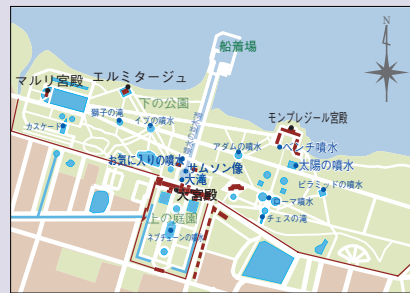 N
船着場
マルリ宮殿
エルミタージュ
下の公園
獅子の滝
カスケード
イブの噴水
モンプレジール宮殿
アダムの噴水
ベンチ噴水
お気に入りの噴水
サムソン像
太陽の噴水
大滝
ピラミッドの噴水
大宮殿
ローマ噴水
上の庭園
チェスの滝
ネプチューンの噴水